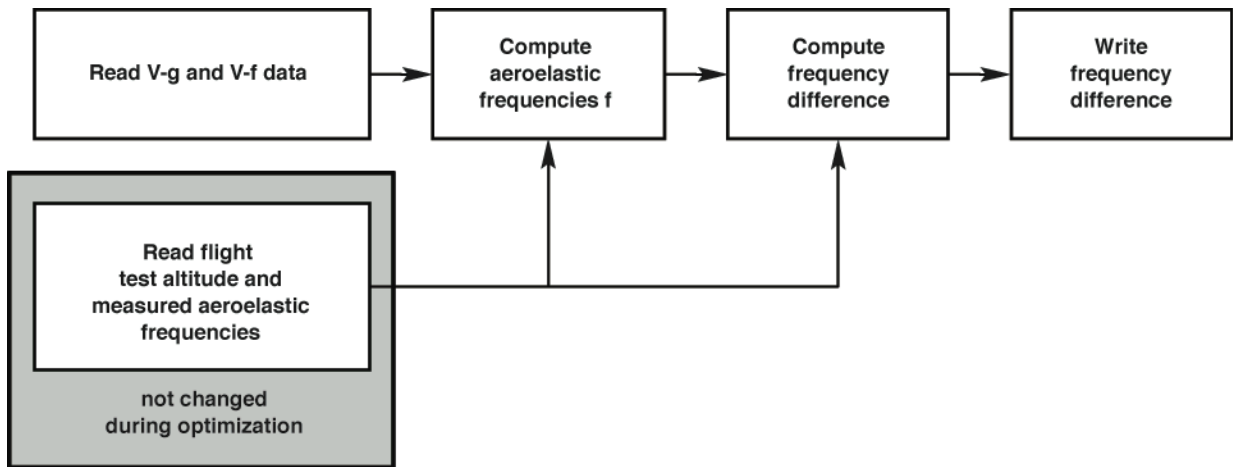 Read V-g and V-f data
Compute
aeroelastic
frequencies f
Compute
frequency
difference
Write
frequency
difference
Read flight
test altitude and
measured aeroelastic
frequencies
not changed
during optimization